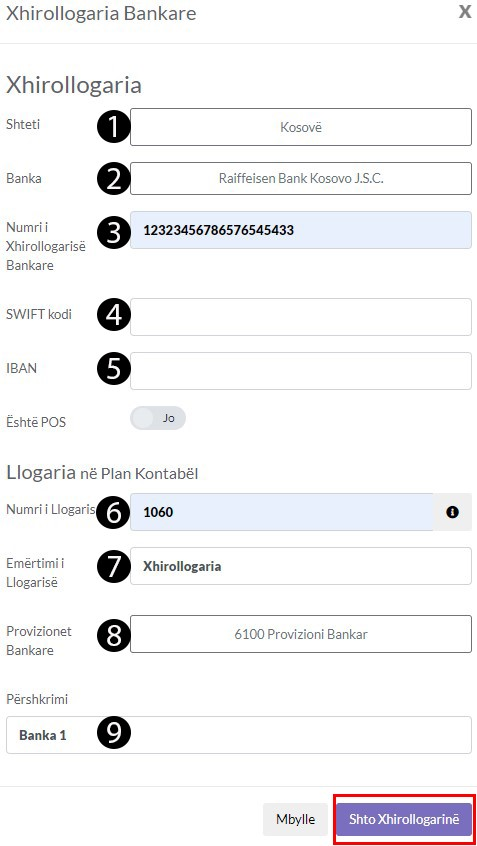 Xhirollogaria Bankare X
Xhirollogaria
Shteti 1 Kosovë
Banka 2 Raiffeisen Bank Kosovo J.S.C.
Numri i
Xhirollogarisë
Bankare 3 12323456786576545433
SWIFT kodi 4
IBAN 5
Është POS Jo
Llogaria në Plan Kontabël
Numri i Llogaris 6 1060
Emërtimi i
Llogarisë 7 Xhirollogaria
Provizionet
Bankare 8 6100 Provizioni Bankar
Përshkrimi
Banka 1 9
Mbylle Shto Xhirollogarinë